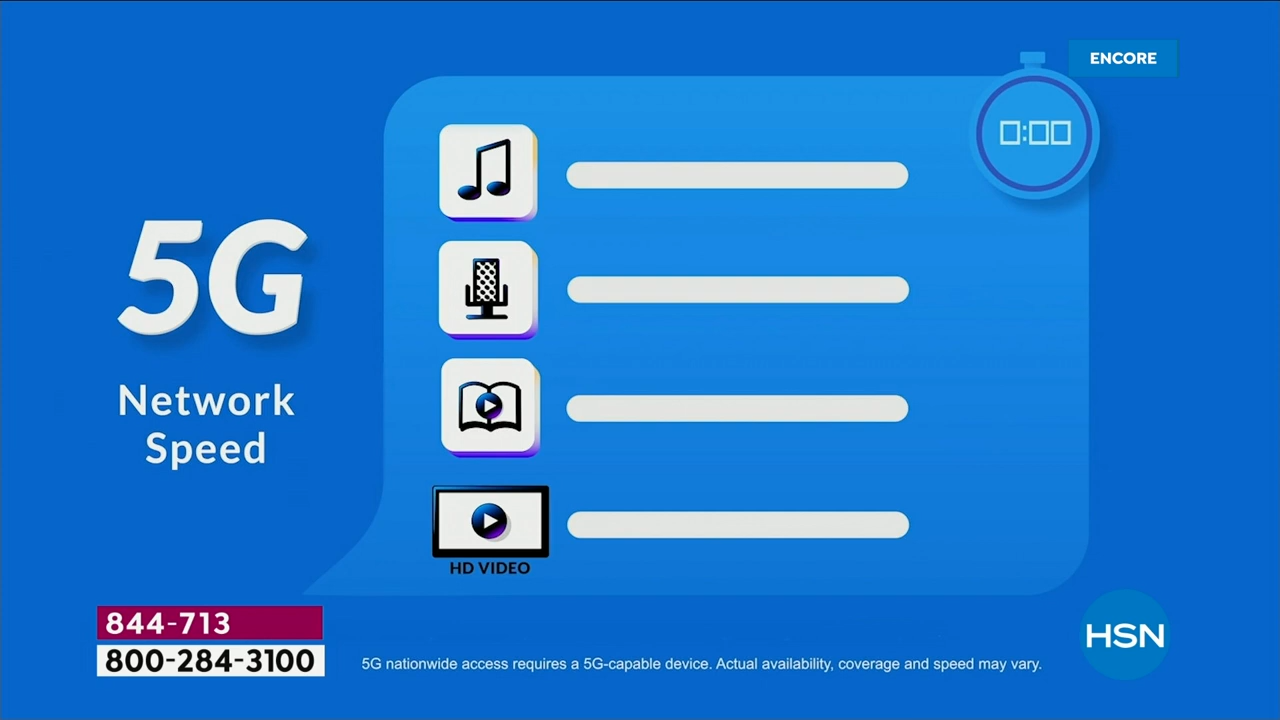 ENCORE
0:00
5G
Network
Speed
HD VIDEO
844-713
800-284-3100
5G nationwide access requires a 5G-capable device. Actual availability, coverage and speed may vary.
HSN